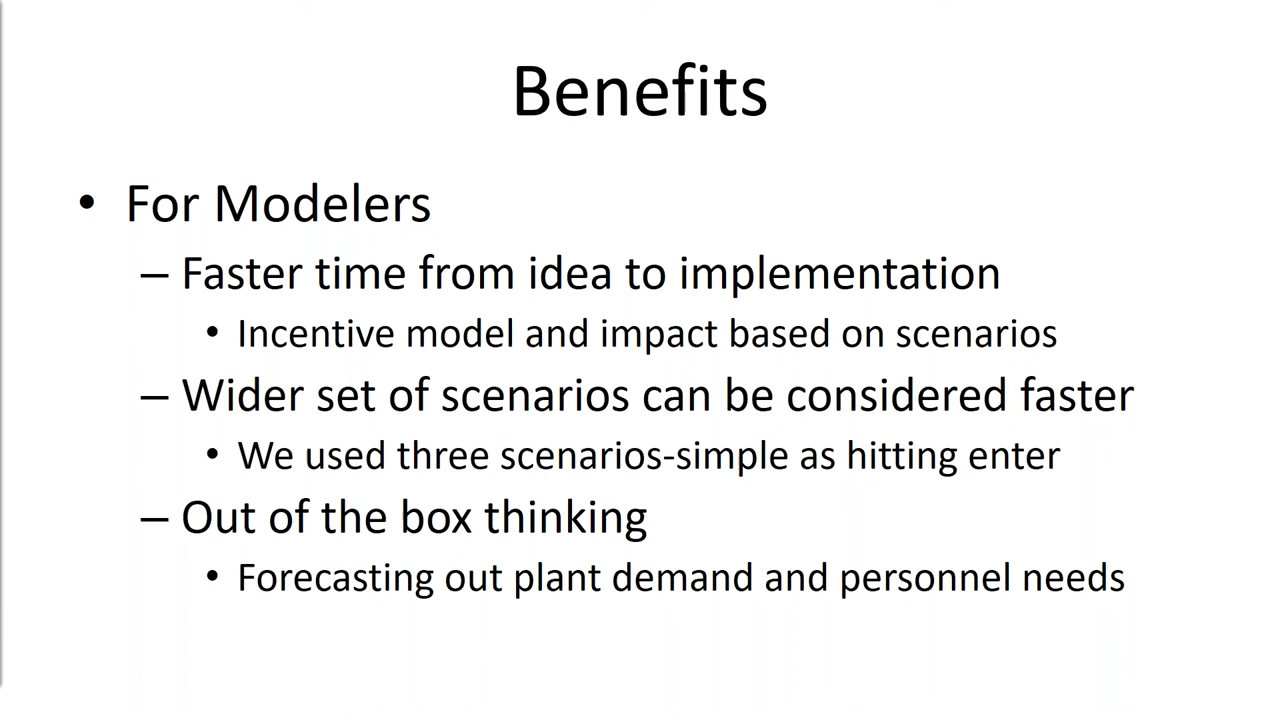 Benefits
• For Modelers
– Faster time from idea to implementation
• Incentive model and impact based on scenarios
– Wider set of scenarios can be considered faster
• We used three scenarios-simple as hitting enter
– Out of the box thinking
• Forecasting out plant demand and personnel needs